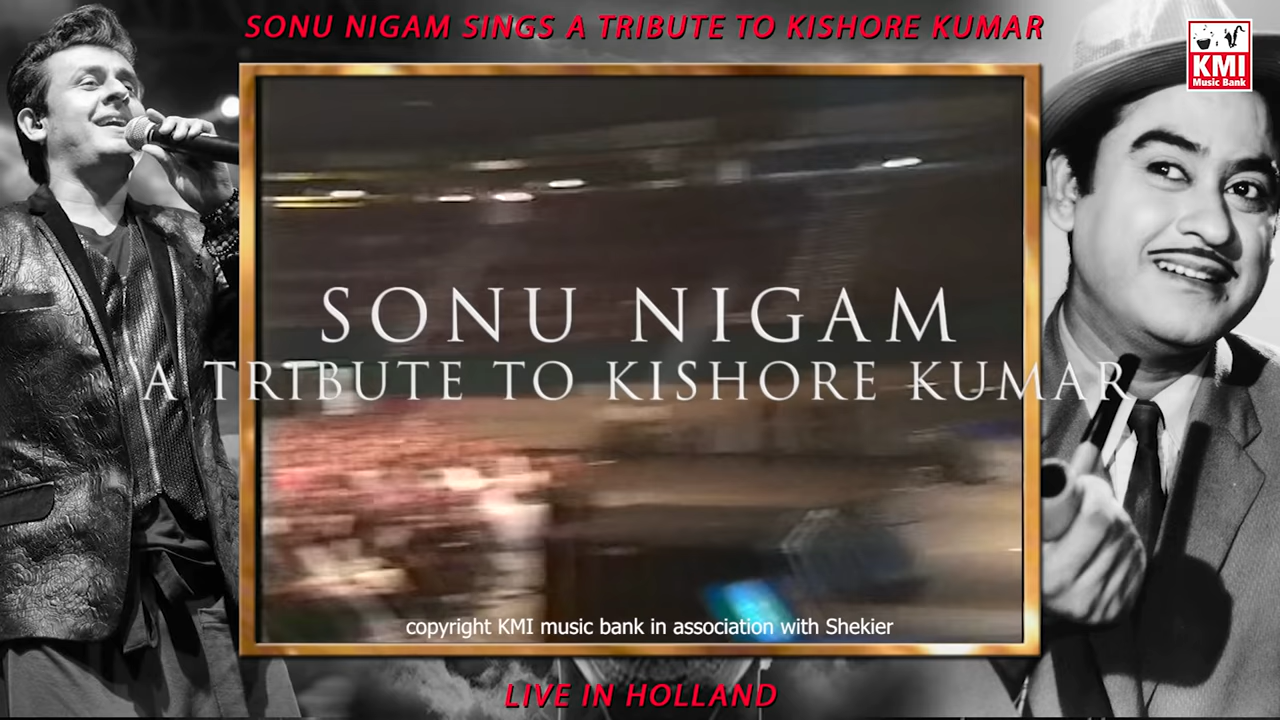 SONU NIGAM SINGS A TRIBUTE TO KISHORE KUMAR
KMI
Music Bank
SONU NIGAM
A TRIBUTE TO KISHORE KUMAR
copyright KMI music bank in association with Shekier
LIVE IN HOLLAND